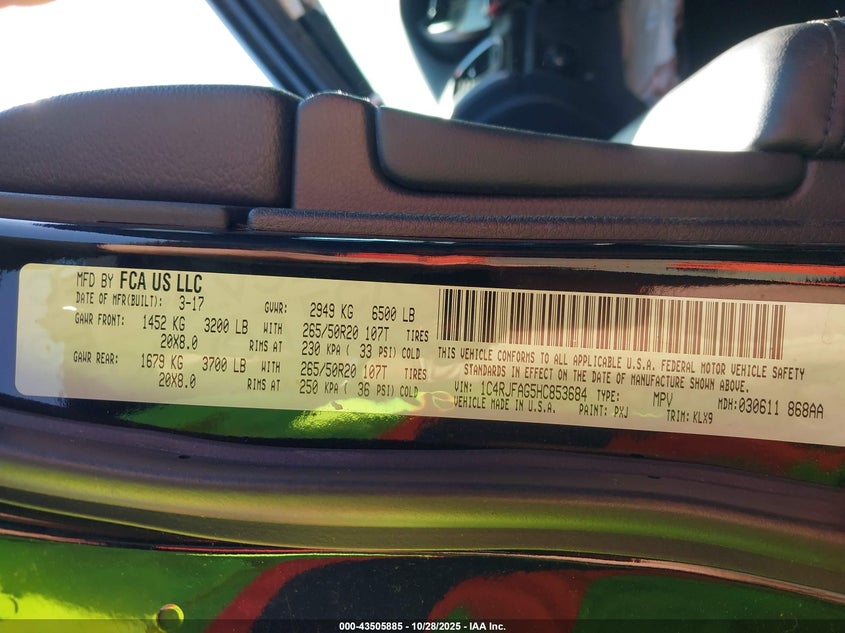 MFD BY FCA US LLC
DATE OF MFR(BUILT): 3-17 GVWR: 2949 KG 6500 LB
GAWR FRONT: 1452 KG 3200 LB WITH 265/50R20 107T TIRES
20X8.0 RIMS AT 230 KPA ( 33 PSI) COLD
GAWR REAR: 1679 KG 3700 LB WITH 265/50R20 107T TIRES
20X8.0 RIMS AT 250 KPA ( 36 PSI) COLD
THIS VEHICLE CONFORMS TO ALL APPLICABLE U.S.A. FEDERAL MOTOR VEHICLE SAFETY
STANDARDS IN EFFECT ON THE DATE OF MANUFACTURE SHOWN ABOVE.
VIN: 1C4RJFAG5HC853684 TYPE: MPV MDH:030611 868AA
VEHICLE MADE IN U.S.A. PAINT: PXJ TRIM: KLX9
000-43505885 - 10/28/2025 - IAA Inc.